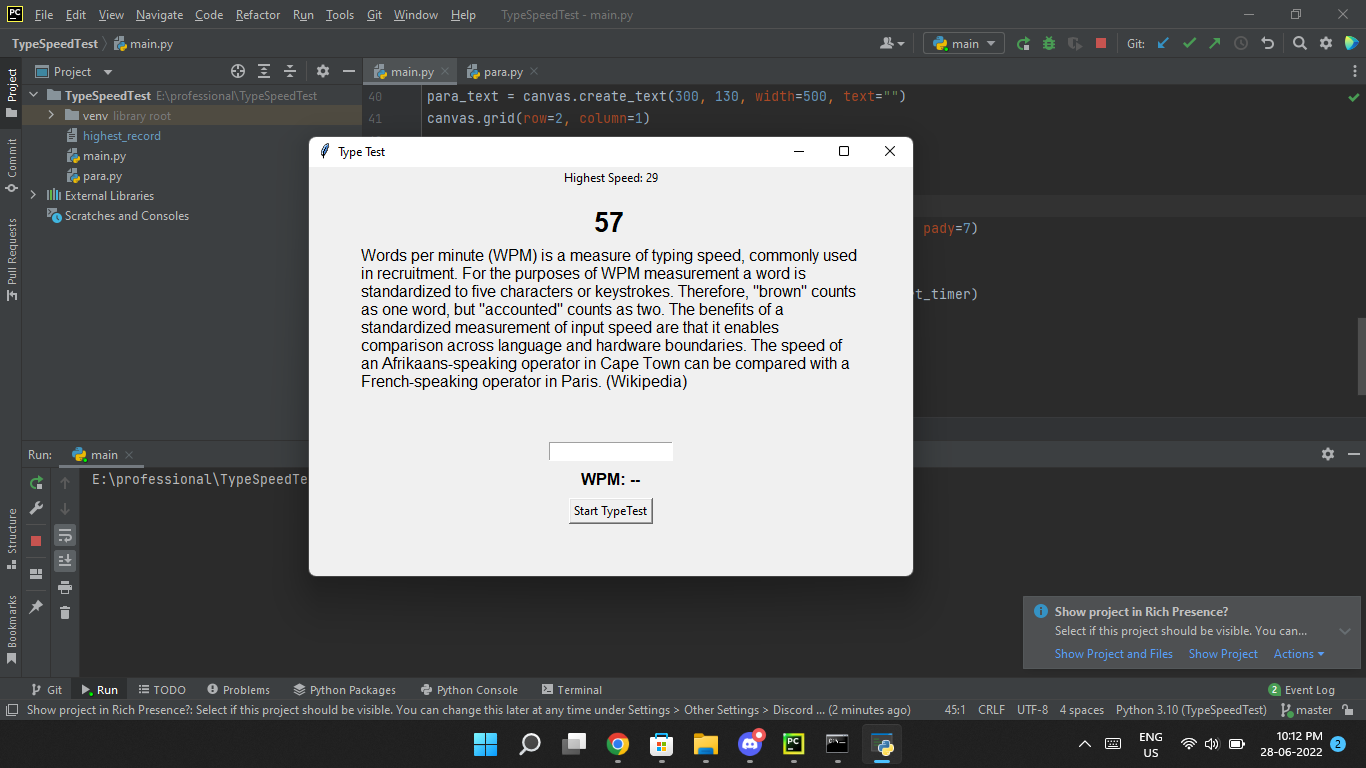 PC File Edit View Navigate Code Refactor Run Tools Git Window Help TypeSpeedTest - main.py
TypeSpeedTest main.py main Git:
Project
Project
main.py
para.py
TypeSpeedTest E:\professional\TypeSpeedTest
venv library root
highest_record
main.py
para.py
External Libraries
Scratches and Consoles
Commit
Pull Requests
40 para_text = canvas.create_text(300, 130, width=500, text="")
41 canvas.grid(row=2, column=1)
pady=7)
t_timer)
Type Test
Highest Speed: 29
57
Words per minute (WPM) is a measure of typing speed, commonly used
in recruitment. For the purposes of WPM measurement a word is
standardized to five characters or keystrokes. Therefore, "brown" counts
as one word, but "accounted" counts as two. The benefits of a
standardized measurement of input speed are that it enables
comparison across language and hardware boundaries. The speed of
an Afrikaans-speaking operator in Cape Town can be compared with a
French-speaking operator in Paris. (Wikipedia)
WPM: --
Start TypeTest
Run: main
E:\professional\TypeSpeedTe
Structure
Bookmarks
Show project in Rich Presence?
Select if this project should be visible. You can...
Show Project and Files Show Project Actions
Git Run TODO Problems Python Packages Python Console Terminal 2 Event Log
Show project in Rich Presence?: Select if this project should be visible. You can change this later at any time under Settings > Other Settings > Discord ... (2 minutes ago) 45:1 CRLF UTF-8 4 spaces Python 3.10 (TypeSpeedTest) master
PC
ENG
US
10:12 PM
28-06-2022
2